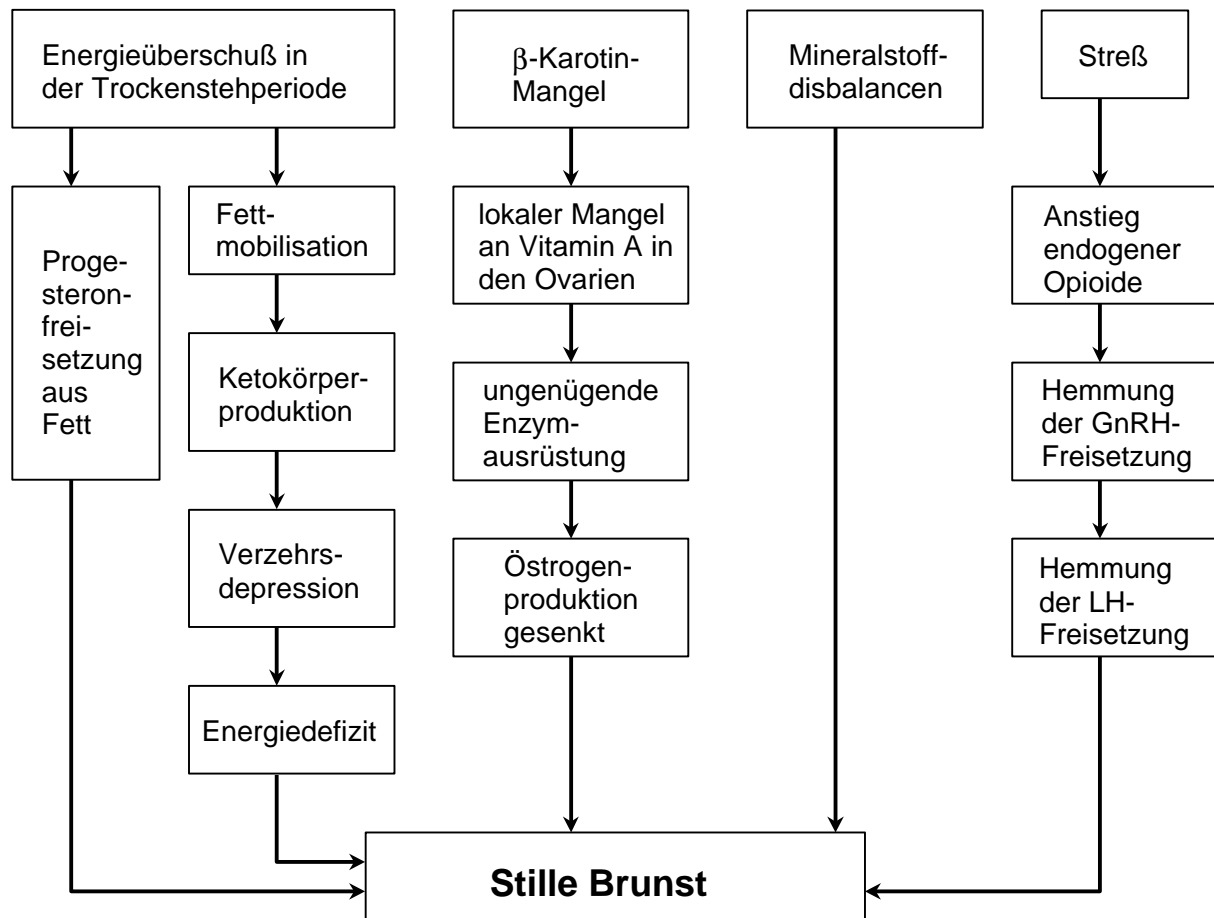 Energieüberschuß in
der Trockenstehperiode
β-Karotin-
Mangel
Mineralstoff-
disbalancen
Streß
Proge-
steron-
frei-
setzung
aus
Fett
Fett-
mobilisation
Ketokörper-
produktion
Verzehrs-
depression
Energiedefizit
lokaler Mangel
an Vitamin A in
den Ovarien
ungenügende
Enzym-
ausrüstung
Östrogen-
produktion
gesenkt
Anstieg
endogener
Opioide
Hemmung
der GnRH-
Freisetzung
Hemmung
der LH-
Freisetzung
Stille Brunst